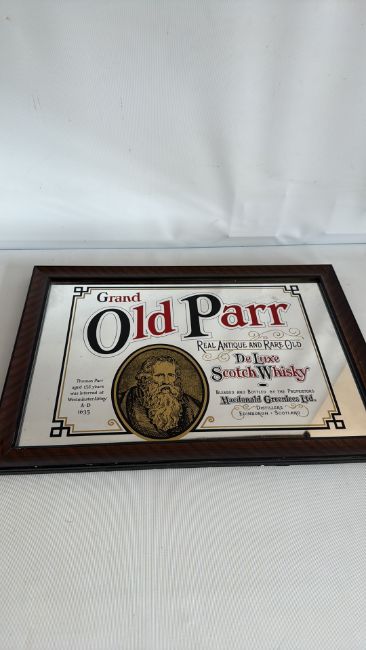 Grand
Old Parr
REAL ANTIQUE AND RARE OLD
De Luxe
Scotch Whisky
BLENDED AND BOTTLED BY THE PROPRIETORS
Macdonald Greenlees Ltd.
DISTILLERS
EDINBURGH • SCOTLAND
Thomas Parr
aged 152 years
was interred at
Westminster Abbey
A-D
1635